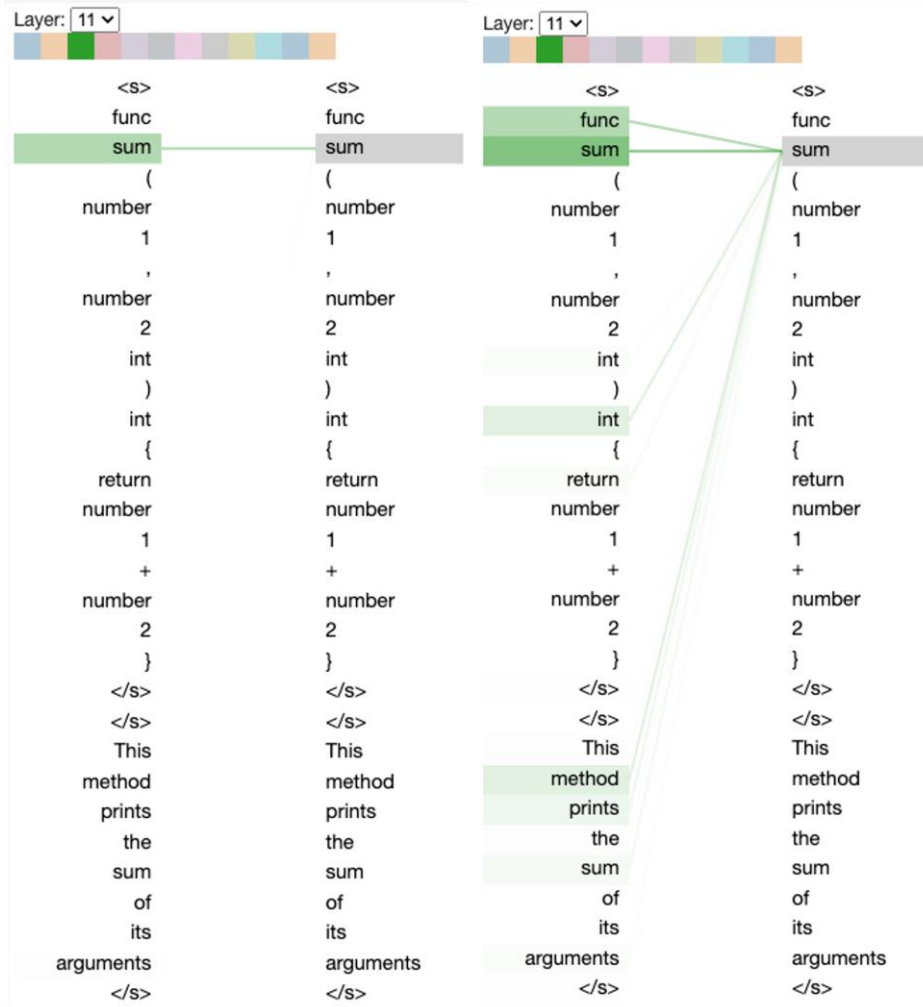 Layer: 11
<s> <s>
func func
sum sum
( (
number number
1 1
, ,
number number
2 2
int int
) )
int int
{ {
return return
number number
1 1
+ +
number number
2 2
} }
</s> </s>
</s> </s>
This This
method method
prints prints
the the
sum sum
of of
its its
arguments arguments
</s> </s>
Layer: 11
<s> <s>
func func
sum sum
( (
number number
1 1
, ,
number number
2 2
int int
) )
int int
{ {
return return
number number
1 1
+ +
number number
2 2
} }
</s> </s>
</s> </s>
This This
method method
prints prints
the the
sum sum
of of
its its
arguments arguments
</s> </s>